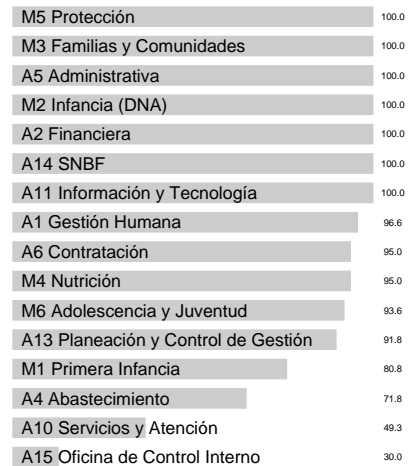 M5 Protección 100.0
M3 Familias y Comunidades 100.0
A5 Administrativa 100.0
M2 Infancia (DNA) 100.0
A2 Financiera 100.0
A14 SNBF 100.0
A11 Información y Tecnología 100.0
A1 Gestión Humana 96.6
A6 Contratación 95.0
M4 Nutrición 95.0
M6 Adolescencia y Juventud 93.6
A13 Planeación y Control de Gestión 91.8
M1 Primera Infancia 80.8
A4 Abastecimiento 71.8
A10 Servicios y Atención 49.3
A15 Oficina de Control Interno 30.0